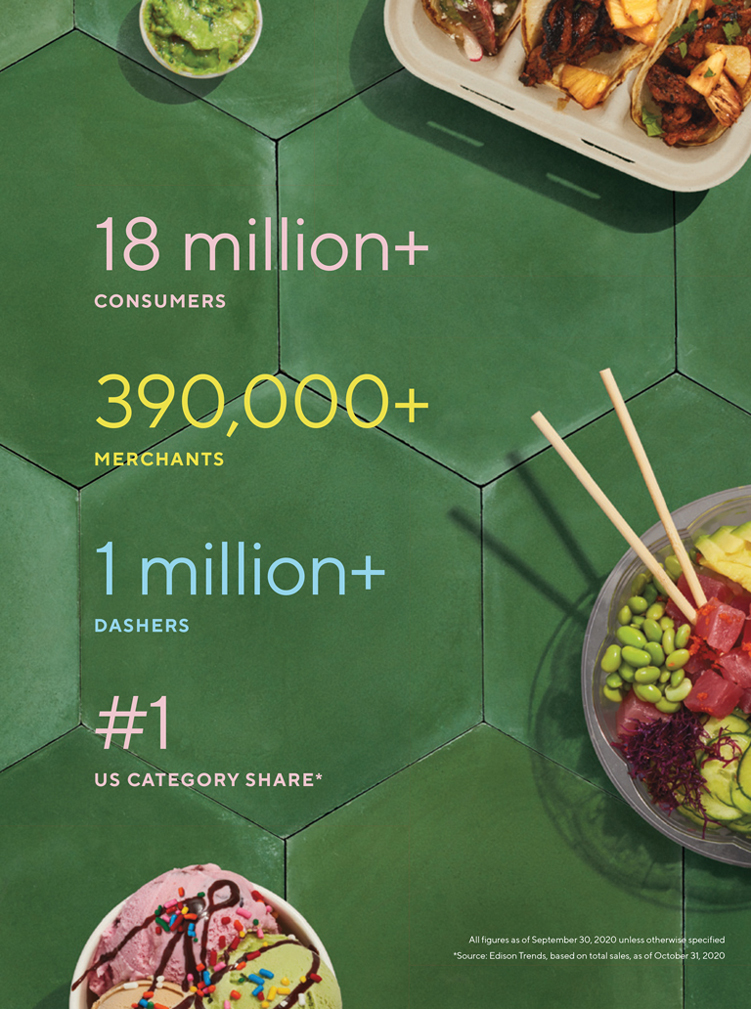 18 million+
CONSUMERS
390,000+
MERCHANTS
1 million+
DASHERS
#1
US CATEGORY SHARE*
All figures as of September 30, 2020 unless otherwise specified
*Source: Edison Trends, based on total sales, as of October 31, 2020